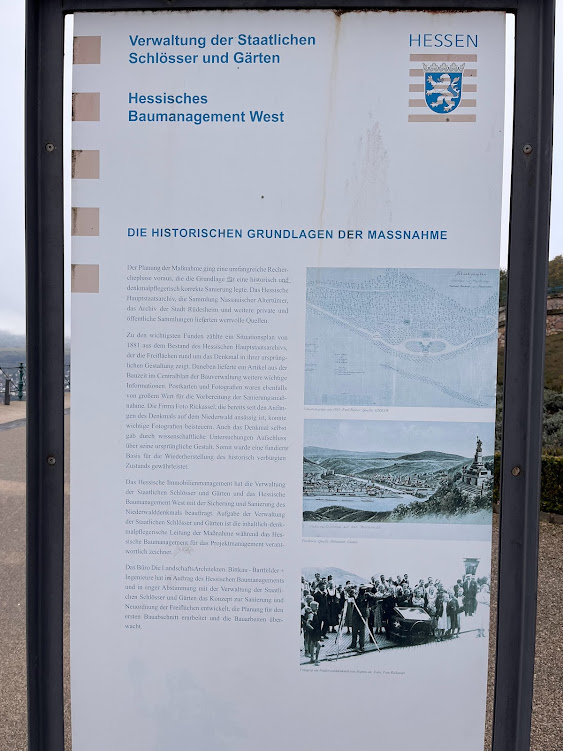 Verwaltung der Staatlichen
Schlösser und Gärten
HESSEN
Hessisches
Baumanagement West
DIE HISTORISCHEN GRUNDLAGEN DER MASSNAHME
Der Planung der Maßnahme ging eine umfangreiche Recher-
chephase voraus, die die Grundlage für eine historisch und
denkmalpflegerisch korrekte Sanierung legte. Das Hessische
Hauptstaatsarchiv, die Sammlung Nassauischer Altertümer,
das Archiv der Stadt Rüdesheim und weitere private und
öffentliche Sammlungen lieferten wertvolle Quellen.
Zu den wichtigsten Funden zählte ein Situationsplan von
1881 aus dem Bestand des Hessischen Hauptstaatsarchivs,
der die Freiflächen rund um das Denkmal in ihrer ursprüng-
lichen Gestaltung zeigt. Daneben lieferte ein Artikel aus der
Bauzeit im Centralblatt der Bauverwaltung weitere wichtige
Informationen. Postkarten und Fotografien waren ebenfalls
von großem Wert für die Vorbereitung der Sanierungsmaß-
nahme. Die Firma Foto Rickassel, die bereits seit den Anfän-
gen des Denkmals auf dem Niederwald ansässig ist, konnte
wichtige Fotografien beisteuern. Auch das Denkmal selbst
gab durch wissenschaftliche Untersuchungen Aufschluss
über seine ursprüngliche Gestalt. Somit wurde eine fundierte
Basis für die Wiederherstellung des historisch verbürgten
Zustands gewährleistet.
Das Hessische Immobilienmanagement hat die Verwaltung
der Staatlichen Schlösser und Gärten und das Hessische
Baumanagement West mit der Sicherung und Sanierung des
Niederwalddenkmals beauftragt. Aufgabe der Verwaltung
der Staatlichen Schlösser und Gärten ist die inhaltlich-denk-
malpflegerische Leitung der Maßnahme während das Hes-
sische Baumanagement für das Projektmanagement verant-
wortlich zeichnet.
Das Büro Die LandschaftsArchitekten. Bittkau - Bartfelder +
Ingenieure hat im Auftrag des Hessischen Baumanagements
und in enger Abstimmung mit der Verwaltung der Staatli-
chen Schlösser und Gärten das Konzept zur Sanierung und
Neuordnung der Freiflächen entwickelt, die Planung für den
ersten Bauabschnitt erarbeitet und die Bauarbeiten über-
wacht.